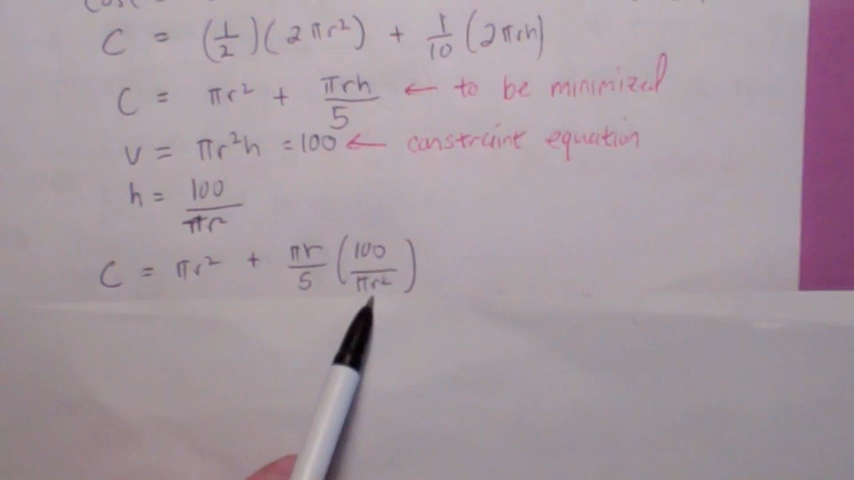 C = (1/2)(2πr²) + 1/10 (2πrh)
C = πr² + πrh/5 ← to be minimized
V = πr²h = 100 ← constraint equation
h = 100/πr²
C = πr² + πr/5 (100/πr²)